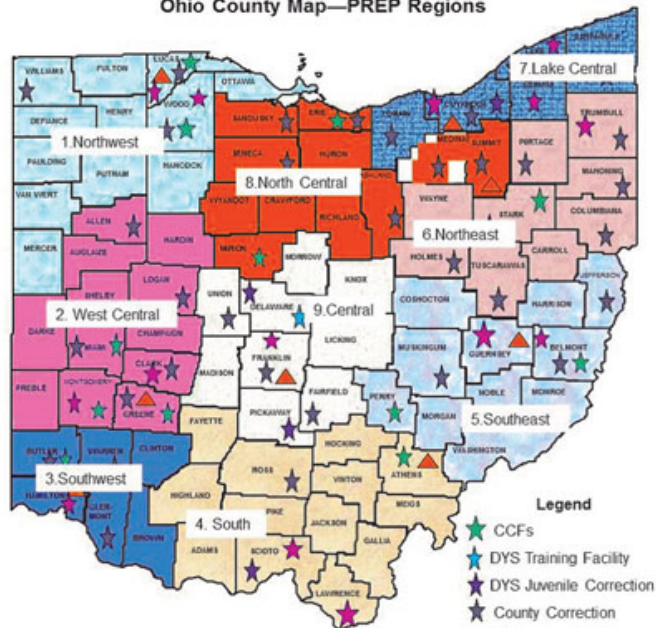 Ohio County Map—PREP Regions
WILLIAMS
FULTON
LUCAS
OTTAWA
DEFIANCE
HENRY
WOOD
1.Northwest
PAULDING
PUTNAM
HANCOCK
VAN WERT
MERCER
7.Lake Central
CUYAHOGA
SANDUSKY
ERIE
SENECA
HURON
8.North Central
WYANDOT
CRAWFORD
RICHLAND
MARION
MEDINA
SUMMIT
PORTAGE
TRUMBULL
MAHONING
WAYNE
STARK
COLUMBIANA
6.Northeast
HOLMES
TUSCARAWAS
CARROLL
ALLEN
HARDIN
AUGLAIZE
LOGAN
SHELBY
2. West Central
DARKE
MIAMI
CHAMPAIGN
CLARK
PREBLE
MONTGOMERY
GREENE
MORROW
KNOX
UNION
DELAWARE
9.Central
LICKING
FRANKLIN
MADISON
FAIRFIELD
PICKAWAY
COSHOCTON
HARRISON
JEFFERSON
MUSKINGUM
GUERNSEY
BELMONT
PERRY
NOBLE
MONROE
MORGAN
5.Southeast
WASHINGTON
BUTLER
WARREN
CLINTON
3.Southwest
HAMILTON
CLER-
MONT
BROWN
FAYETTE
HOCKING
ROSS
VINTON
ATHENS
HIGHLAND
MEIGS
4. South
PIKE
JACKSON
ADAMS
SCIOTO
GALLIA
LAWRENCE
Legend
CCFs
DYS Training Facility
DYS Juvenile Correction
County Correction